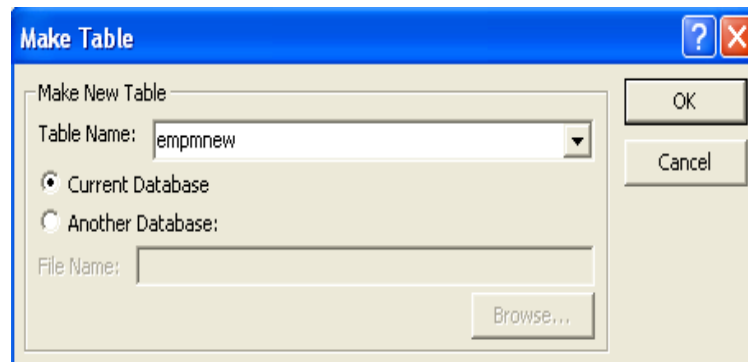 Make Table
?
X
Make New Table
OK
Table Name:
empmnew
Cancel
Current Database
Another Database:
File Name:
Browse...